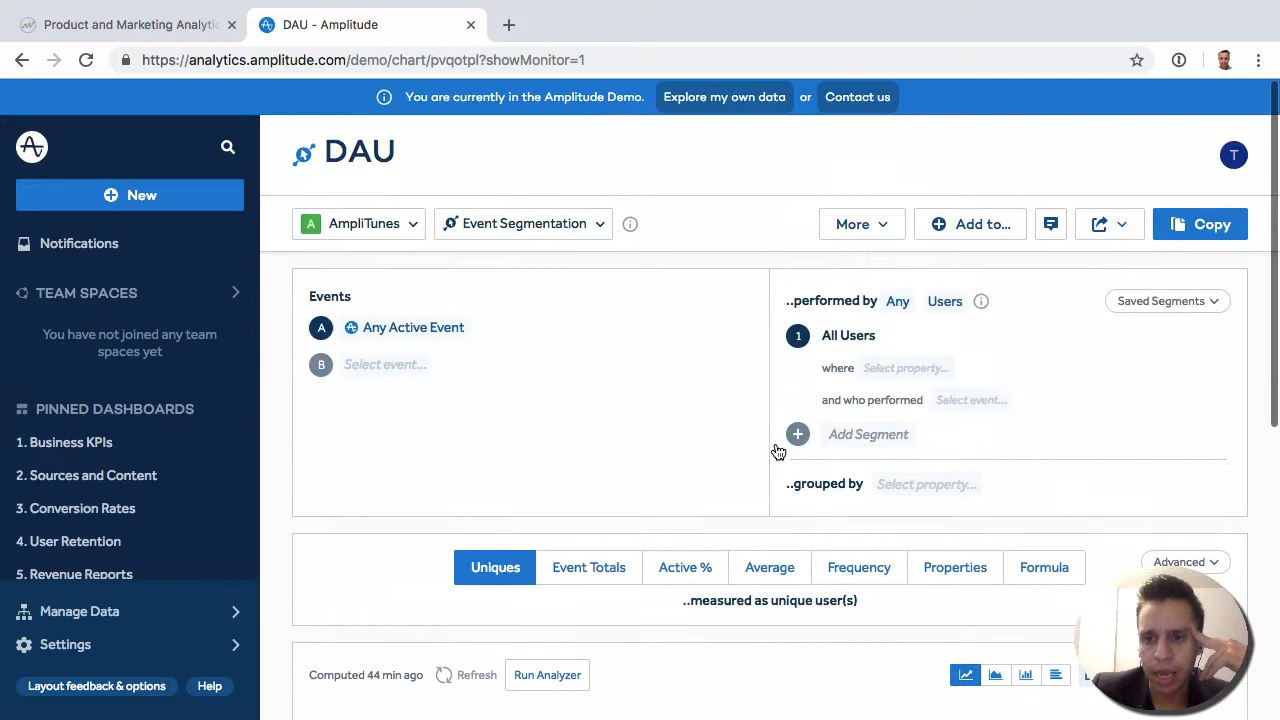 Product and Marketing Analytic
DAU - Amplitude
https://analytics.amplitude.com/demo/chart/pvqotpl?showMonitor=1
You are currently in the Amplitude Demo. Explore my own data or Contact us
DAU
T
New
A AmpliTunes
Event Segmentation
More
Add to...
Copy
Notifications
TEAM SPACES
You have not joined any team
spaces yet
PINNED DASHBOARDS
1. Business KPIs
2. Sources and Content
3. Conversion Rates
4. User Retention
5. Revenue Reports
Manage Data
Settings
Layout feedback & options
Help
Events
A Any Active Event
B Select event...
..performed by Any Users
Saved Segments
1 All Users
where Select property...
and who performed Select event...
Add Segment
..grouped by Select property...
Uniques
Event Totals
Active %
Average
Frequency
Properties
Formula
Advanced
..measured as unique user(s)
Computed 44 min ago
Refresh
Run Analyzer